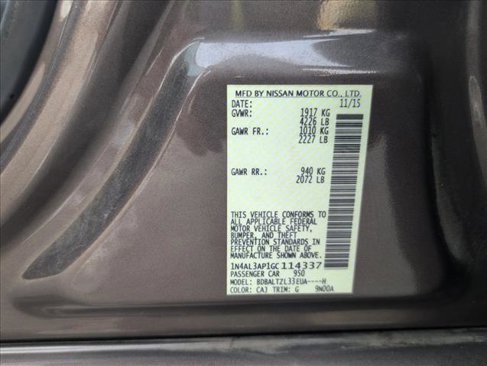 MFD BY NISSAN MOTOR CO., LTD.
DATE: 11/15
GVWR: 1917 KG
4226 LB
GAWR FR.: 1010 KG
2227 LB
GAWR RR.: 940 KG
2072 LB
THIS VEHICLE CONFORMS TO
ALL APPLICABLE FEDERAL
MOTOR VEHICLE SAFETY,
BUMPER, AND THEFT
PREVENTION STANDARDS IN
EFFECT ON THE DATE OF
MANUFACTURE SHOWN ABOVE.
1N4AL3AP1GC114337
PASSENGER CAR 950
MODEL: BDBALTZL33EUA----H
COLOR: CAJ TRIM: G 9N00A